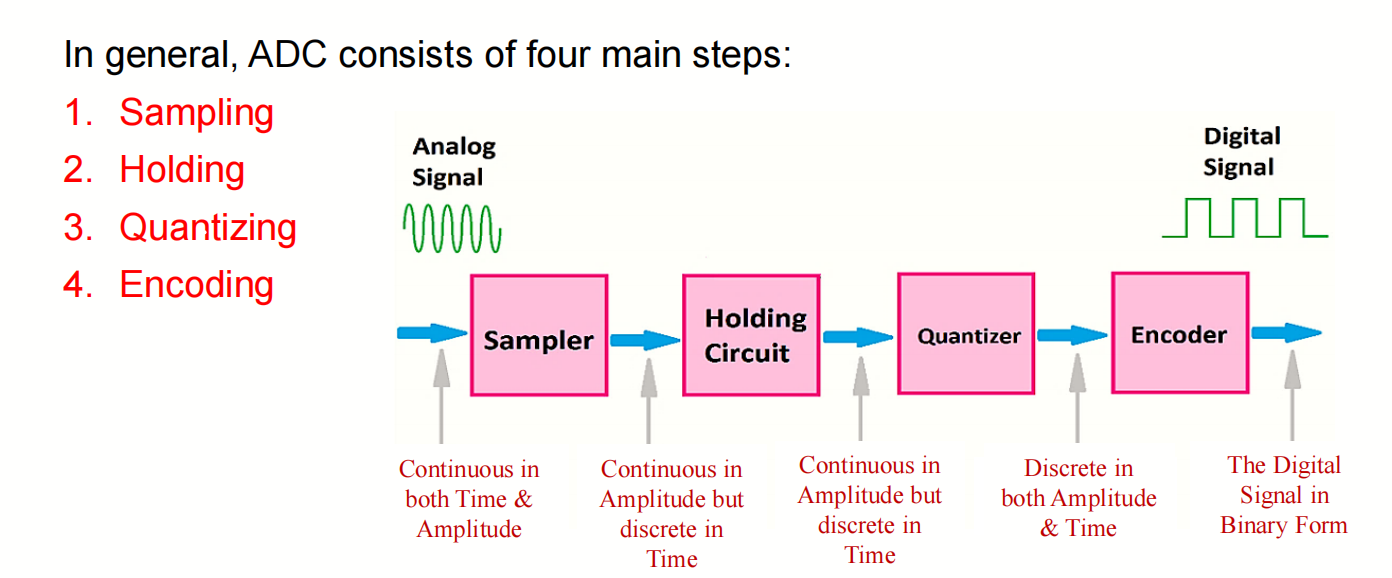 In general, ADC consists of four main steps:
1. Sampling
2. Holding
3. Quantizing
4. Encoding
Analog
Signal
Digital
Signal
Sampler
Holding
Circuit
Quantizer
Encoder
Continuous in
both Time &
Amplitude
Continuous in
Amplitude but
discrete in
Time
Continuous in
Amplitude but
discrete in
Time
Discrete in
both Amplitude
& Time
The Digital
Signal in
Binary Form